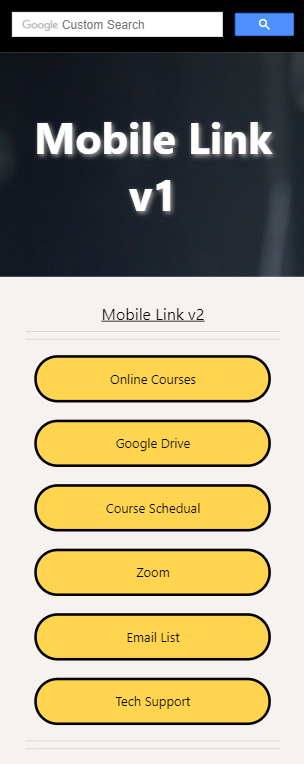 Google Custom Search
Mobile Link
v1
Mobile Link v2
Online Courses
Google Drive
Course Schedual
Zoom
Email List
Tech Support